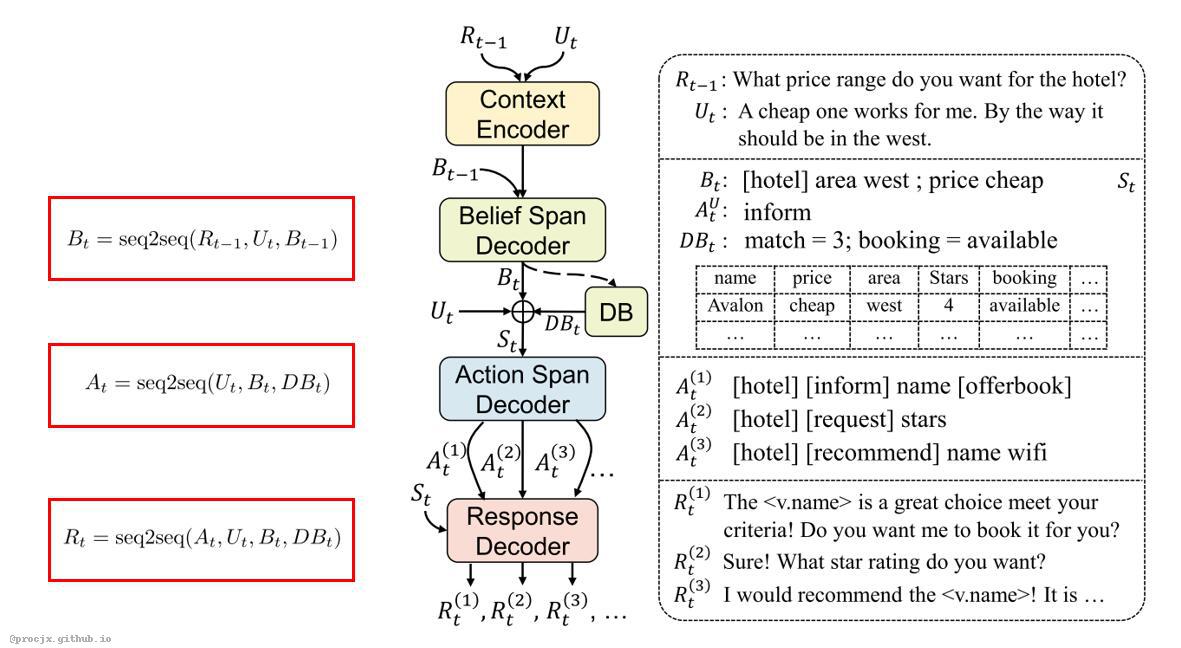 B_t = seq2seq(R_{t−1}, U_t, B_{t−1})
A_t = seq2seq(U_t, B_t, DB_t)
R_t = seq2seq(A_t, U_t, B_t, DB_t)
R_{t−1} U_t
Context
Encoder
B_{t−1}
Belief Span
Decoder
B_t
U_t DB_t DB
S_t
Action Span
Decoder
A_t^{(1)} A_t^{(2)} A_t^{(3)} ...
S_t
Response
Decoder
R_t^{(1)}, R_t^{(2)}, R_t^{(3)}, ...
R_{t−1}: What price range do you want for the hotel?
U_t: A cheap one works for me. By the way it
should be in the west.
B_t: [hotel] area west ; price cheap S_t
A_t^U: inform
DB_t: match = 3; booking = available
name price area Stars booking ...
Avalon cheap west 4 available ...
... ... ... ... ... ...
A_t^{(1)} [hotel] [inform] name [offerbook]
A_t^{(2)} [hotel] [request] stars
A_t^{(3)} [hotel] [recommend] name wifi
R_t^{(1)} The <v.name> is a great choice meet your
criteria! Do you want me to book it for you?
R_t^{(2)} Sure! What star rating do you want?
R_t^{(3)} I would recommend the <v.name>! It is ...
@procjx.github.io